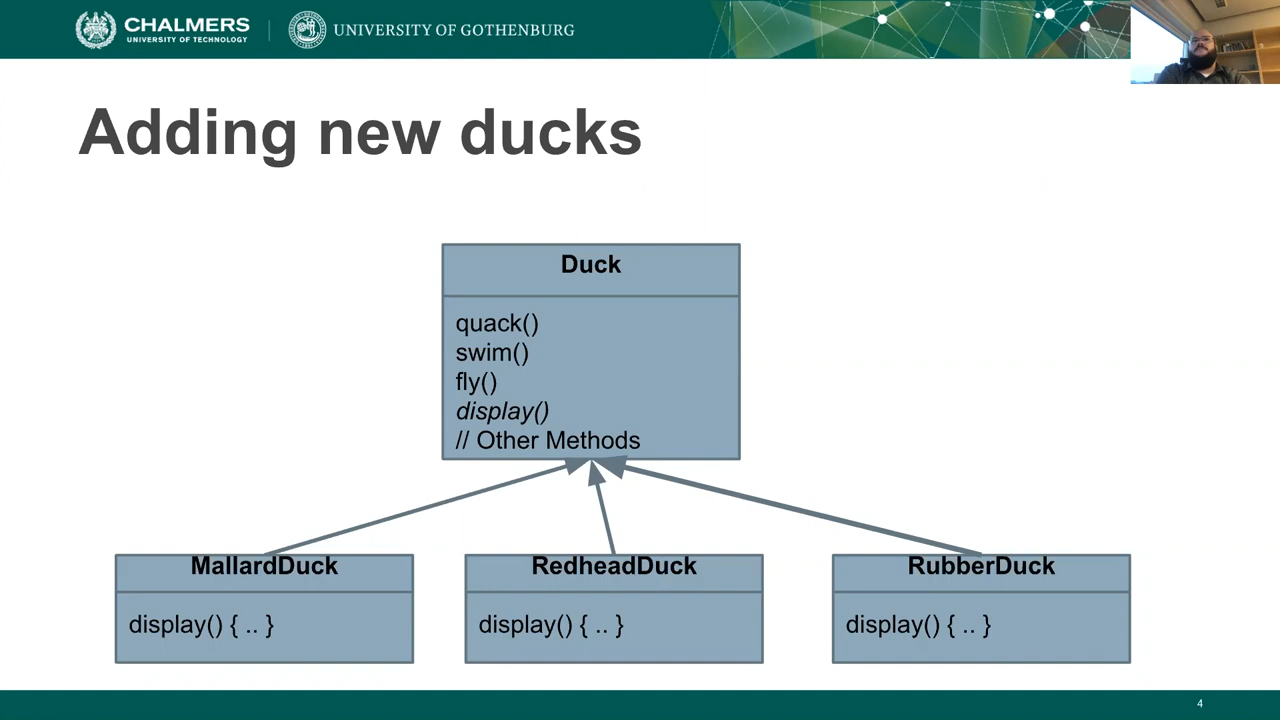 CHALMERS
UNIVERSITY OF TECHNOLOGY
UNIVERSITY OF GOTHENBURG
Adding new ducks
Duck
quack()
swim()
fly()
display()
// Other Methods
MallardDuck
display() { .. }
RedheadDuck
display() { .. }
RubberDuck
display() { .. }
4